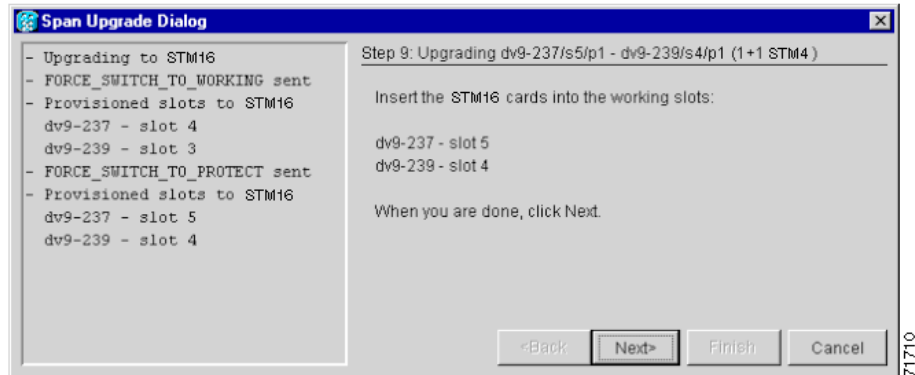 Span Upgrade Dialog
- Upgrading to STM16
- FORCE_SWITCH_TO_WORKING sent
- Provisioned slots to STM16
dv9-237 - slot 4
dv9-239 - slot 3
- FORCE_SWITCH_TO_PROTECT sent
- Provisioned slots to STM16
dv9-237 - slot 5
dv9-239 - slot 4
Step 9: Upgrading dv9-237/s5/p1 - dv9-239/s4/p1 (1+1 STM4)
Insert the STM16 cards into the working slots:
dv9-237 - slot 5
dv9-239 - slot 4
When you are done, click Next.
<Back Next> Finish Cancel
71710